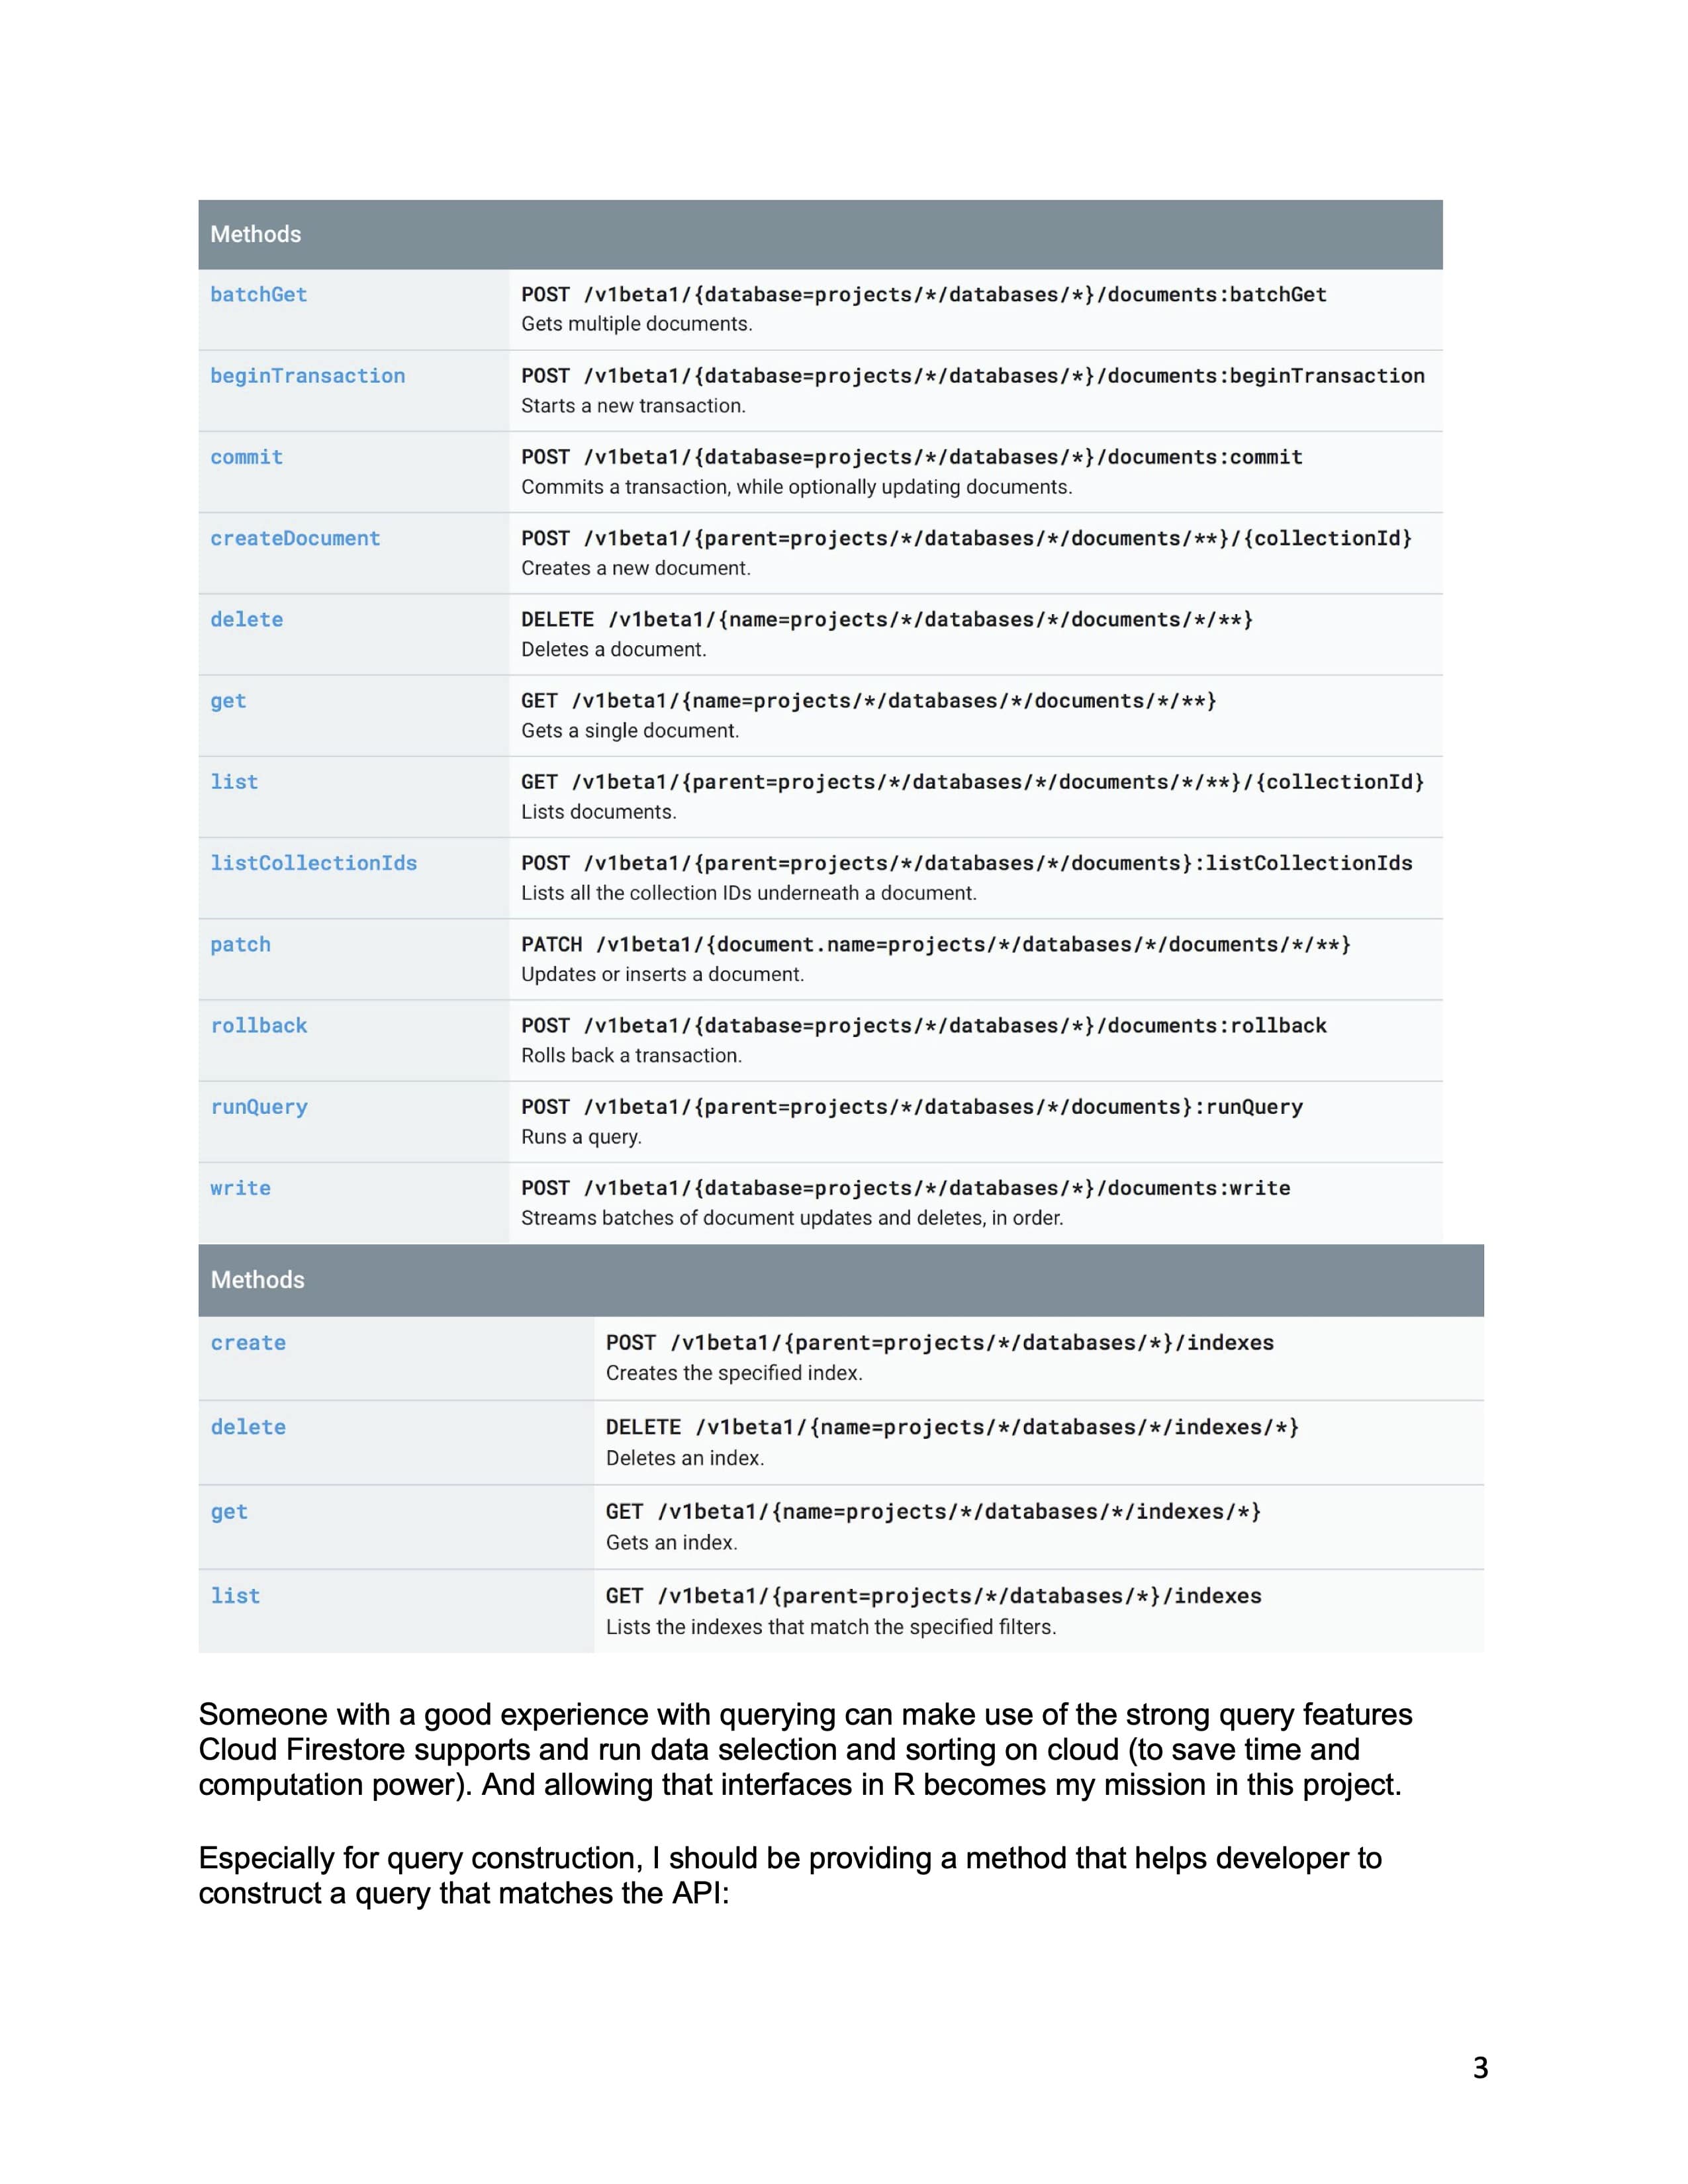 Methods
batchGet
POST /v1beta1/{database=projects/*/databases/*}/documents:batchGet
Gets multiple documents.
beginTransaction
POST /v1beta1/{database=projects/*/databases/*}/documents:beginTransaction
Starts a new transaction.
commit
POST /v1beta1/{database=projects/*/databases/*}/documents:commit
Commits a transaction, while optionally updating documents.
createDocument
POST /v1beta1/{parent=projects/*/databases/*/documents/**}/{collectionId}
Creates a new document.
delete
DELETE /v1beta1/{name=projects/*/databases/*/documents/*/**}
Deletes a document.
get
GET /v1beta1/{name=projects/*/databases/*/documents/*/**}
Gets a single document.
list
GET /v1beta1/{parent=projects/*/databases/*/documents/*/**}/{collectionId}
Lists documents.
listCollectionIds
POST /v1beta1/{parent=projects/*/databases/*/documents}:listCollectionIds
Lists all the collection IDs underneath a document.
patch
PATCH /v1beta1/{document.name=projects/*/databases/*/documents/*/**}
Updates or inserts a document.
rollback
POST /v1beta1/{database=projects/*/databases/*}/documents:rollback
Rolls back a transaction.
runQuery
POST /v1beta1/{parent=projects/*/databases/*/documents}:runQuery
Runs a query.
write
POST /v1beta1/{database=projects/*/databases/*}/documents:write
Streams batches of document updates and deletes, in order.
Methods
create
POST /v1beta1/{parent=projects/*/databases/*}/indexes
Creates the specified index.
delete
DELETE /v1beta1/{name=projects/*/databases/*/indexes/*}
Deletes an index.
get
GET /v1beta1/{name=projects/*/databases/*/indexes/*}
Gets an index.
list
GET /v1beta1/{parent=projects/*/databases/*}/indexes
Lists the indexes that match the specified filters.
Someone with a good experience with querying can make use of the strong query features
Cloud Firestore supports and run data selection and sorting on cloud (to save time and
computation power). And allowing that interfaces in R becomes my mission in this project.
Especially for query construction, I should be providing a method that helps developer to
construct a query that matches the API:
3